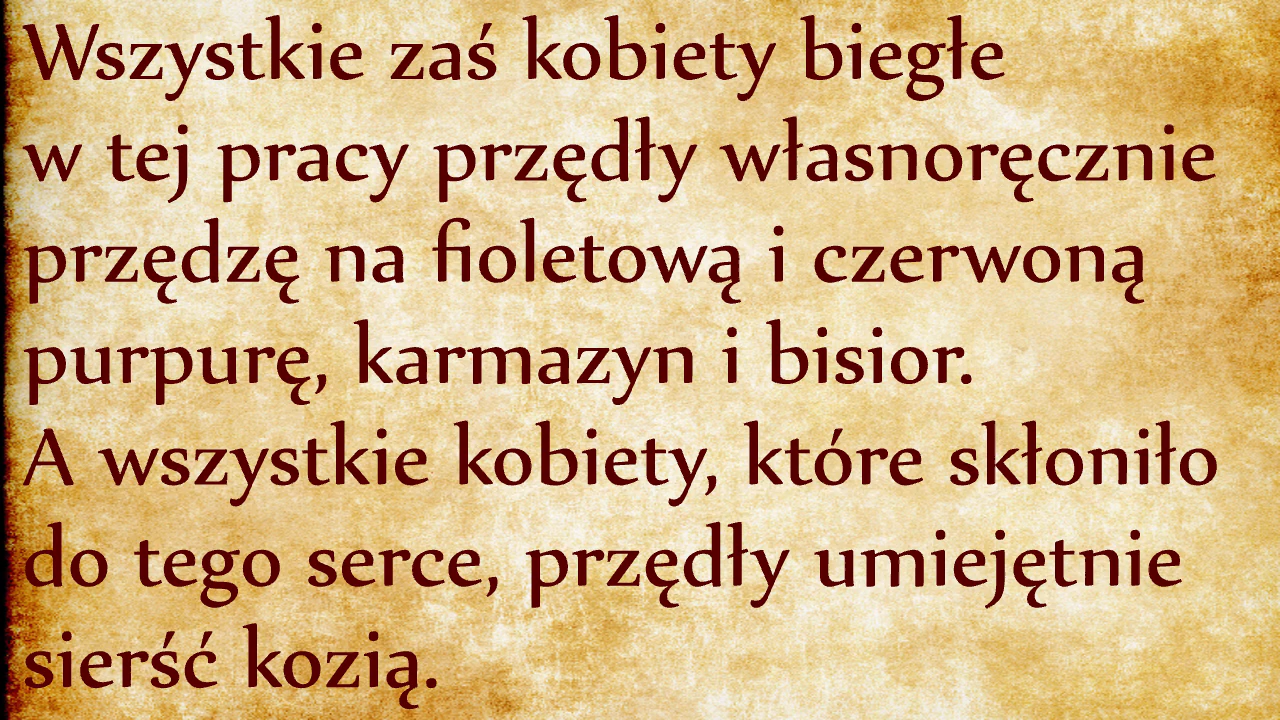 Wszystkie zaś kobiety biegłe
w tej pracy przędły własnoręcznie
przędzę na fioletową i czerwoną
purpurę, karmazyn i bisior.
A wszystkie kobiety, które skłoniło
do tego serce, przędły umiejętnie
sierść kozią.